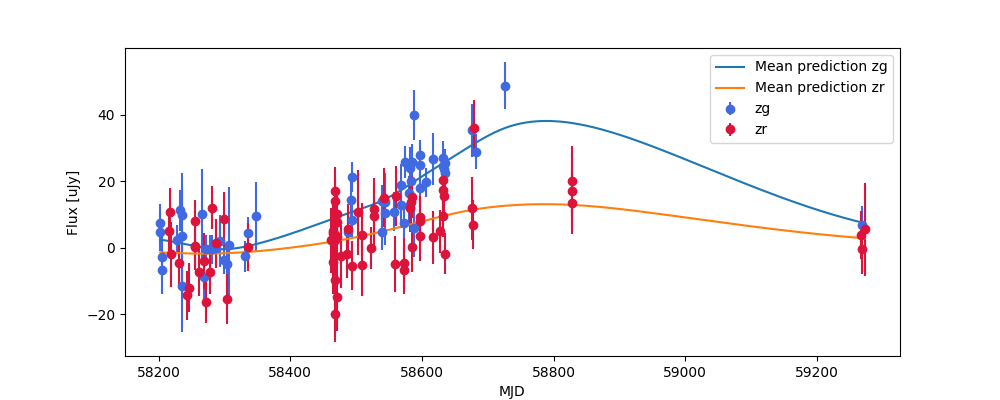 Mean prediction zg
Mean prediction zr
zg
zr
40
20
0
−20
Flux [uJy]
58200 58400 58600 58800 59000 59200
MJD